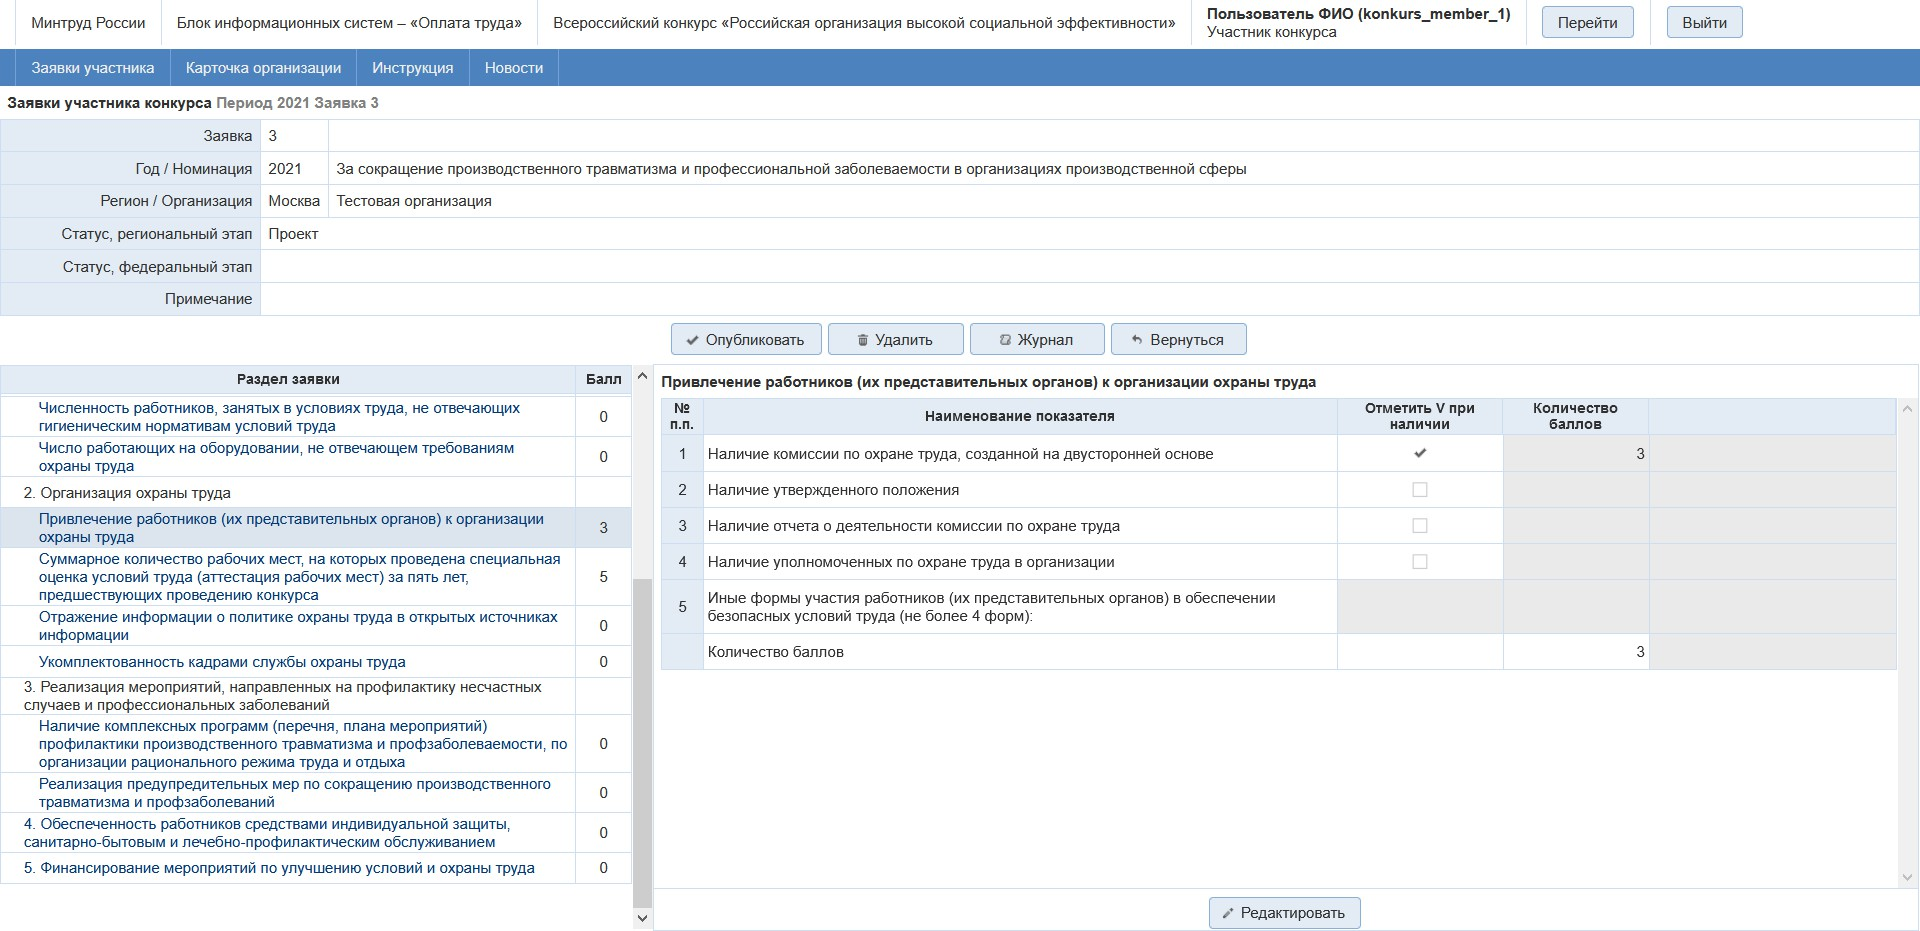 Минтруд России
Блок информационных систем – «Оплата труда»
Всероссийский конкурс «Российская организация высокой социальной эффективности»
Пользователь ФИО (konkurs_member_1)
Участник конкурса
Перейти
Выйти
Заявки участника
Карточка организации
Инструкция
Новости
Заявки участника конкурса Период 2021 Заявка 3
Заявка 3
Год / Номинация 2021 За сокращение производственного травматизма и профессиональной заболеваемости в организациях производственной сферы
Регион / Организация Москва Тестовая организация
Статус, региональный этап Проект
Статус, федеральный этап
Примечание
Опубликовать
Удалить
Журнал
Вернуться
Раздел заявки Балл
Численность работников, занятых в условиях труда, не отвечающих
гигиеническим нормативам условий труда
0
Число работающих на оборудовании, не отвечающем требованиям
охраны труда
0
2. Организация охраны труда
Привлечение работников (их представительных органов) к организации
охраны труда
3
Суммарное количество рабочих мест, на которых проведена специальная
оценка условий труда (аттестация рабочих мест) за пять лет,
предшествующих проведению конкурса
5
Отражение информации о политике охраны труда в открытых источниках
информации
0
Укомплектованность кадрами службы охраны труда 0
3. Реализация мероприятий, направленных на профилактику несчастных
случаев и профессиональных заболеваний
Наличие комплексных программ (перечня, плана мероприятий)
профилактики производственного травматизма и профзаболеваемости, по
организации рационального режима труда и отдыха
0
Реализация предупредительных мер по сокращению производственного
травматизма и профзаболеваний
0
4. Обеспеченность работников средствами индивидуальной защиты,
санитарно-бытовым и лечебно-профилактическим обслуживанием
0
5. Финансирование мероприятий по улучшению условий и охраны труда 0
Привлечение работников (их представительных органов) к организации охраны труда
№
п.п.
Наименование показателя
Отметить V при
наличии
Количество
баллов
1 Наличие комиссии по охране труда, созданной на двусторонней основе 3
2 Наличие утвержденного положения
3 Наличие отчета о деятельности комиссии по охране труда
4 Наличие уполномоченных по охране труда в организации
5 Иные формы участия работников (их представительных органов) в обеспечении
безопасных условий труда (не более 4 форм):
Количество баллов 3
Редактировать